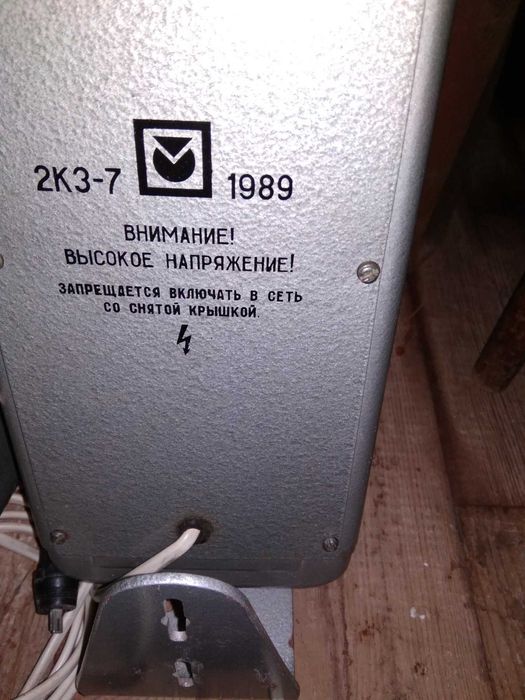 2КЗ-7 1989
ВНИМАНИЕ!
ВЫСОКОЕ НАПРЯЖЕНИЕ!
ЗАПРЕЩАЕТСЯ ВКЛЮЧАТЬ В СЕТЬ
СО СНЯТОЙ КРЫШКОЙ.